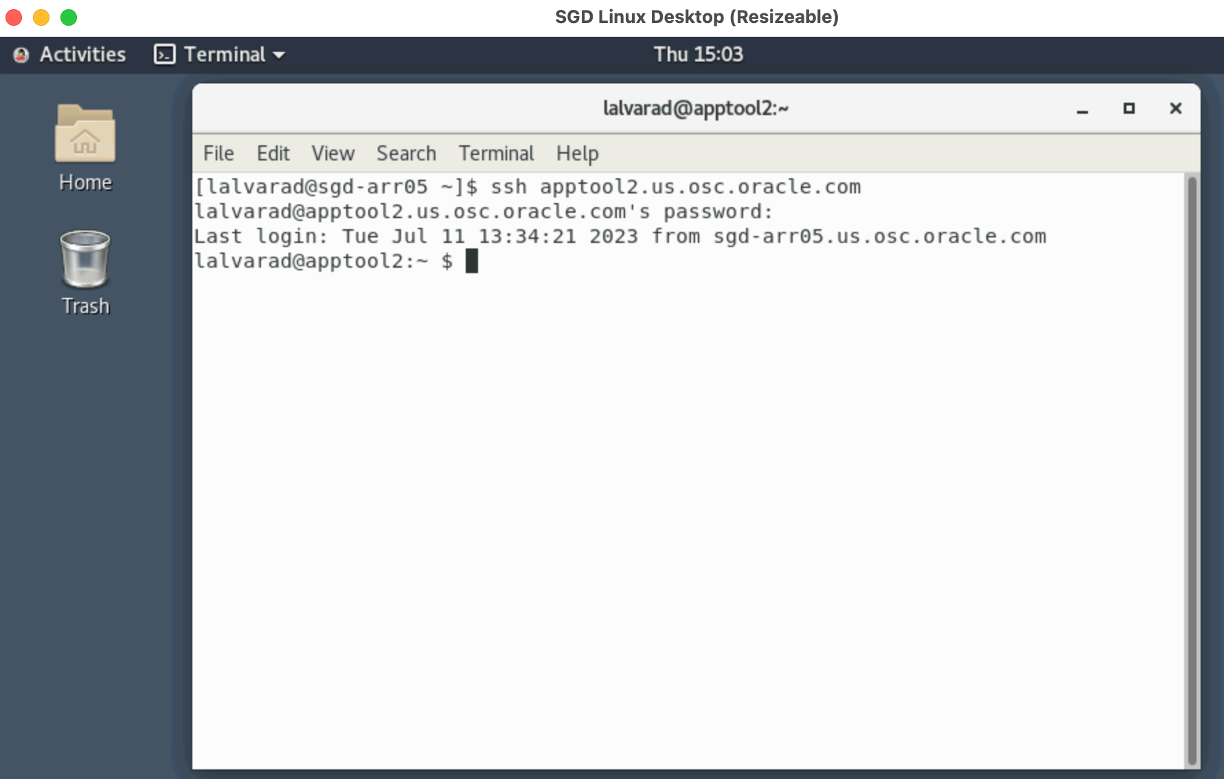 SGD Linux Desktop (Resizeable)
Activities Terminal Thu 15:03
Home
Trash
lalvarad@apptool2:~
File Edit View Search Terminal Help
[lalvarad@sgd-arr05 ~]$ ssh apptool2.us.osc.oracle.com
lalvarad@apptool2.us.osc.oracle.com's password:
Last login: Tue Jul 11 13:34:21 2023 from sgd-arr05.us.osc.oracle.com
lalvarad@apptool2:~ $